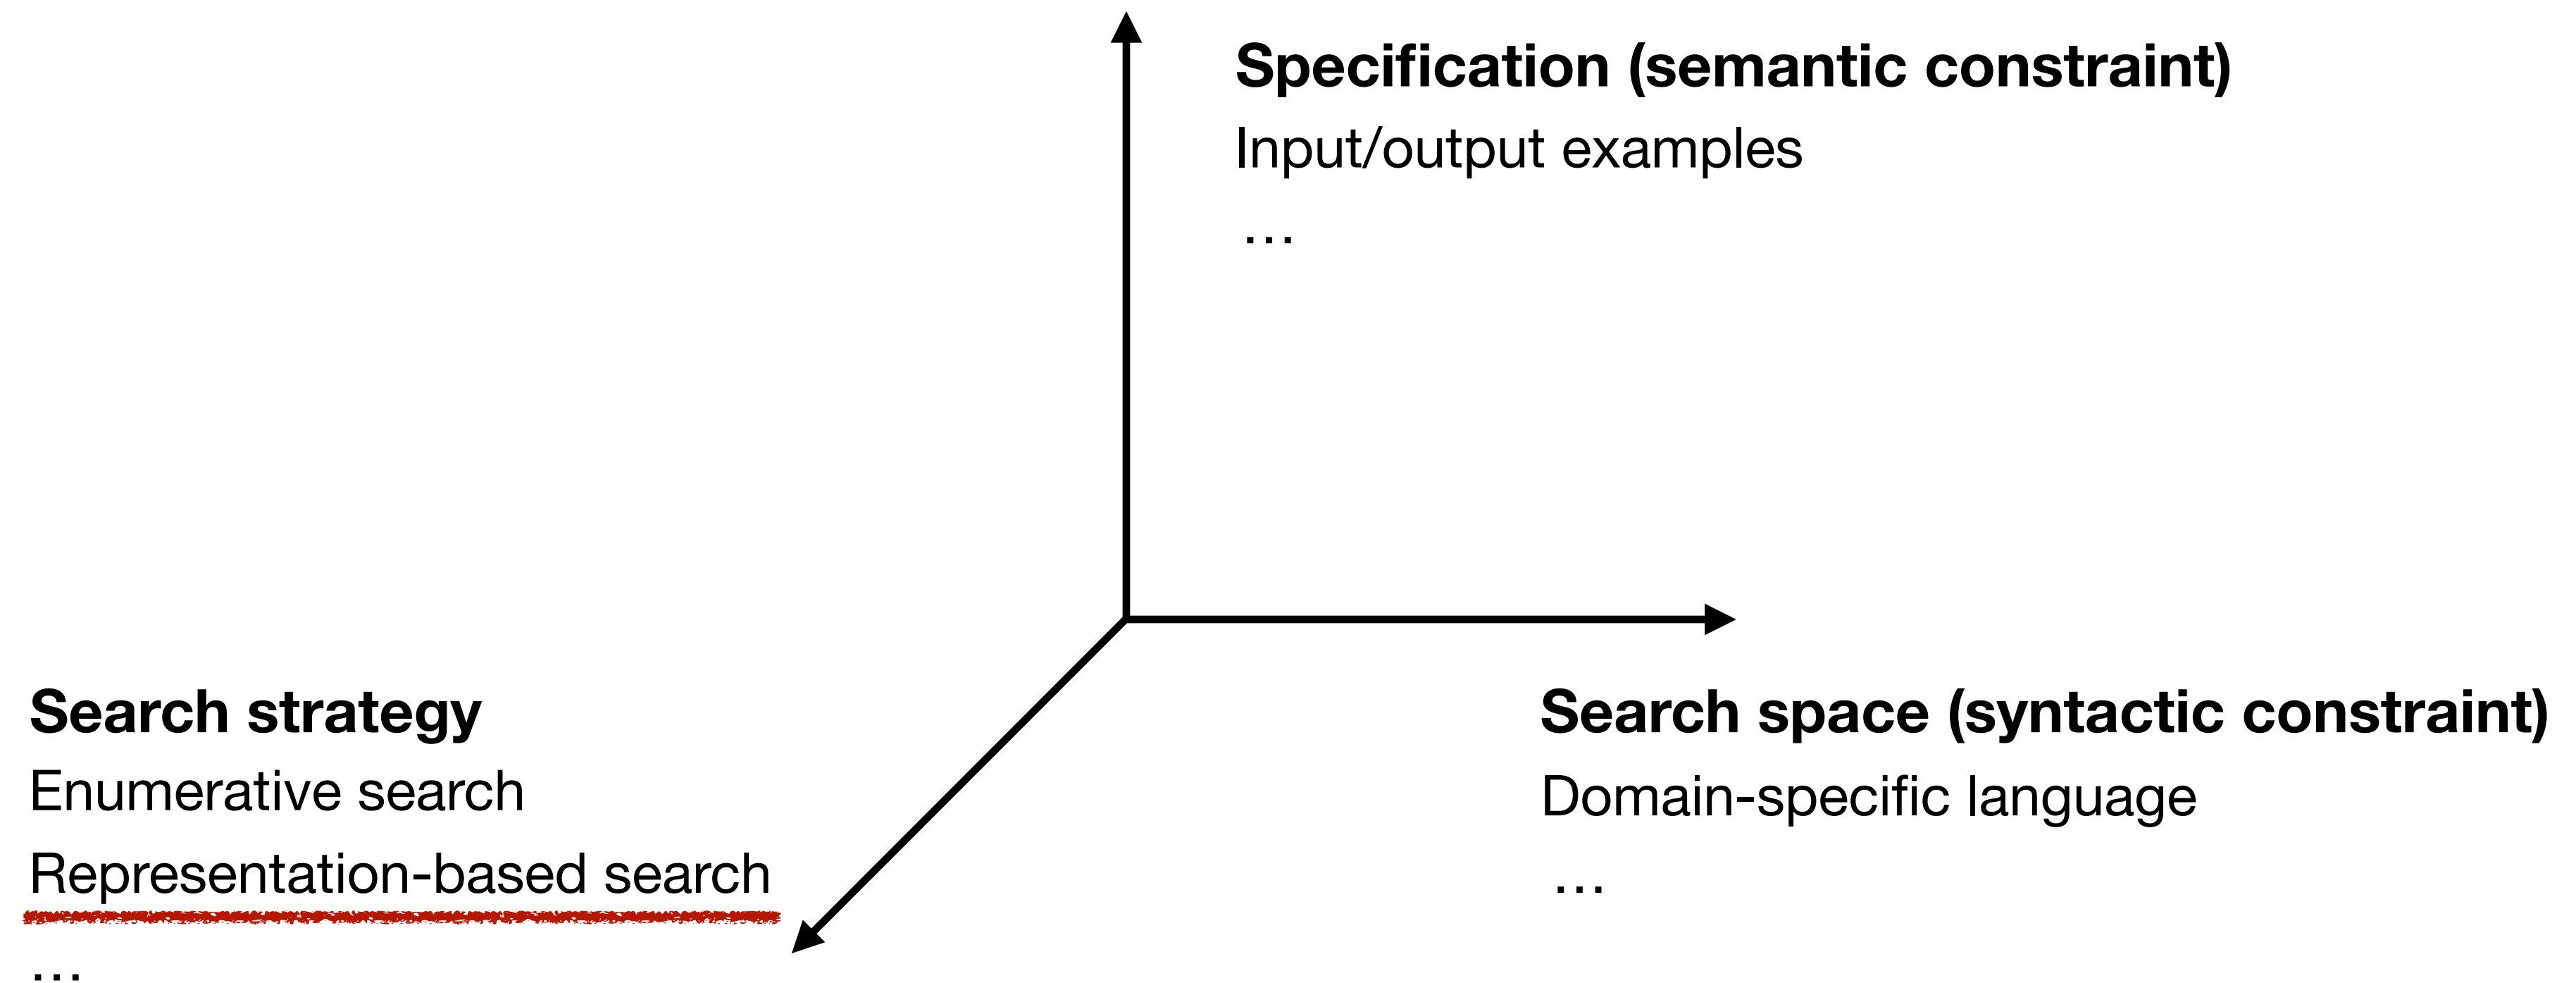 Specification (semantic constraint)
Input/output examples
...
Search strategy
Enumerative search
Representation-based search
...
Search space (syntactic constraint)
Domain-specific language
...